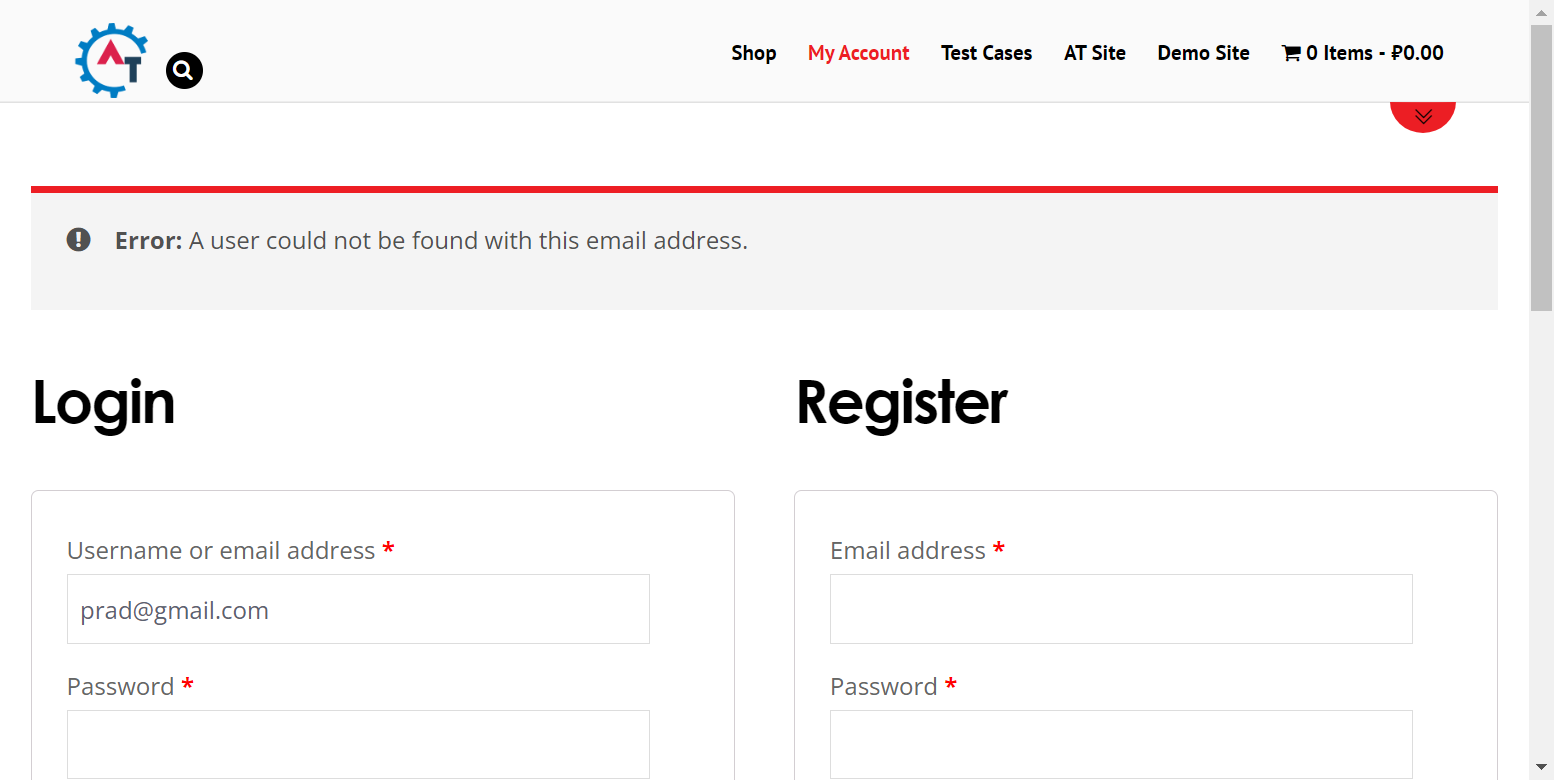 AT
Shop My Account Test Cases AT Site Demo Site 0 Items - ₽0.00
Error: A user could not be found with this email address.
Login
Register
Username or email address *
prad@gmail.com
Password *
Email address *
Password *